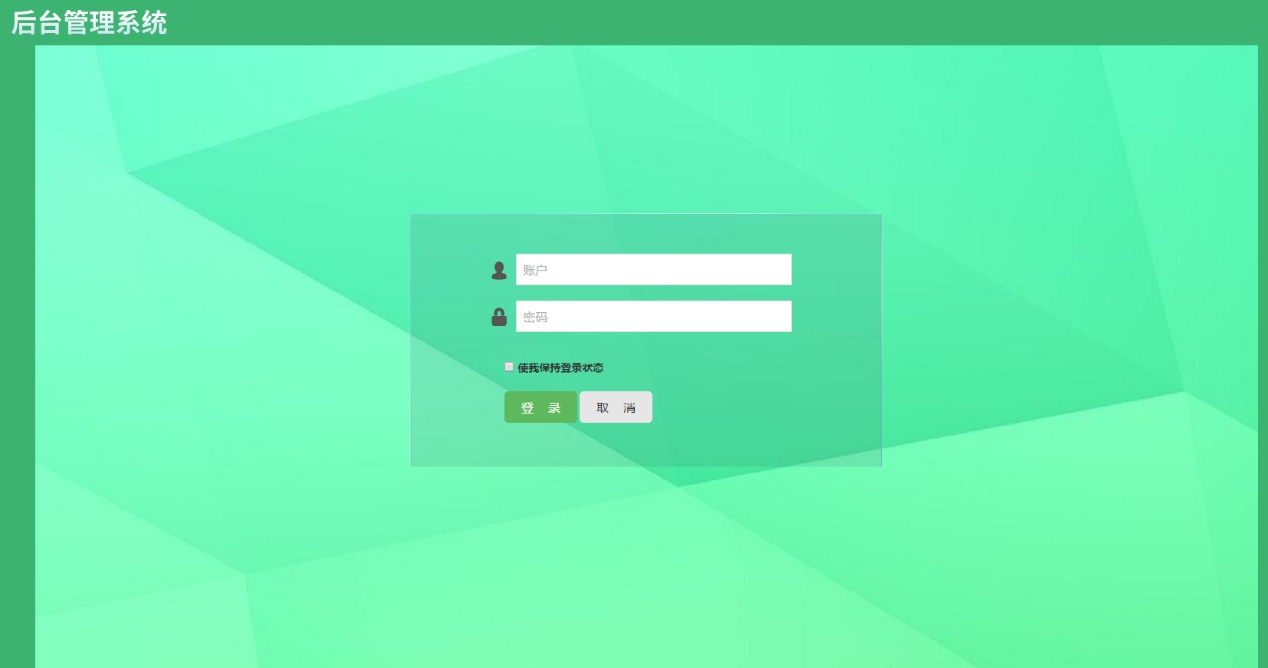 后台管理系统
账户
密码
使我保持登录状态
登 录 取 消